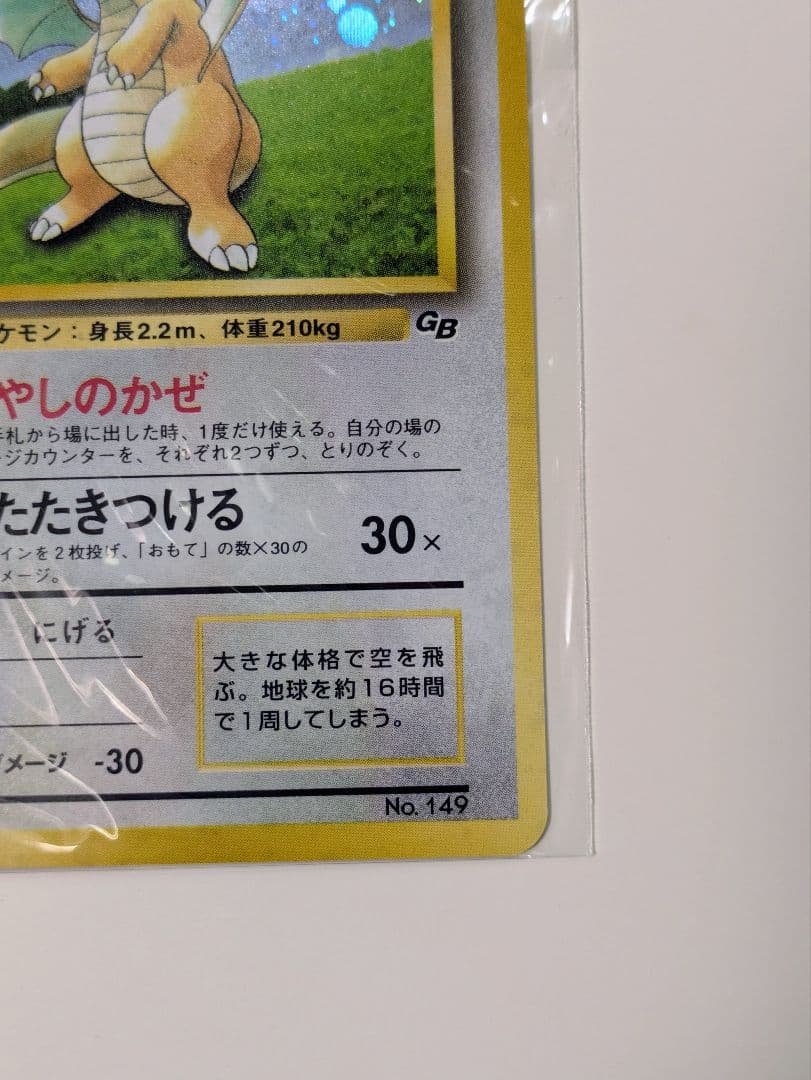 ケモン：身長2.2m、体重210kg
GB
やしのかぜ
手札から場に出した時、1度だけ使える。自分の場の
ージカウンターを、それぞれ2つずつ、とりのぞく。
たたきつける
インを2枚投げ、「おもて」の数×30の
メージ。
30×
にげる
大きな体格で空を飛
ぶ。地球を約16時間
で1周してしまう。
ダメージ -30
No. 149